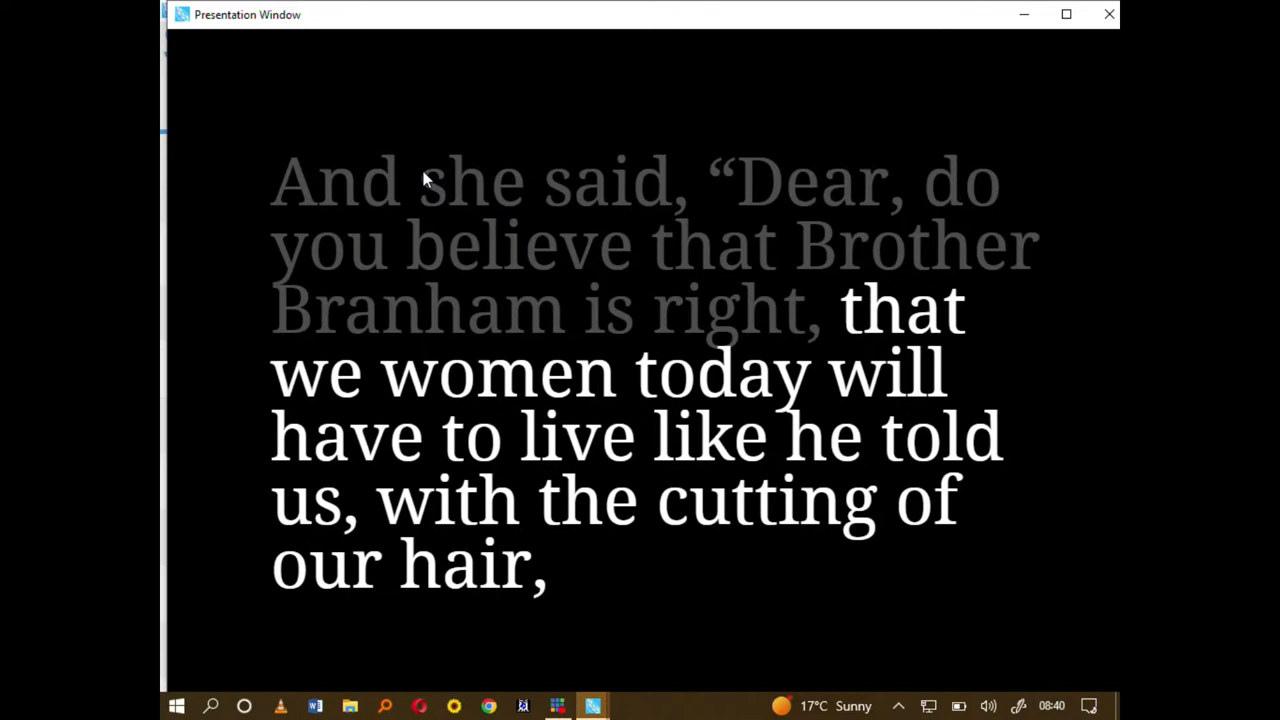 Presentation Window
And she said, “Dear, do
you believe that Brother
Branham is right, that
we women today will
have to live like he told
us, with the cutting of
our hair,
17°C Sunny
08:40